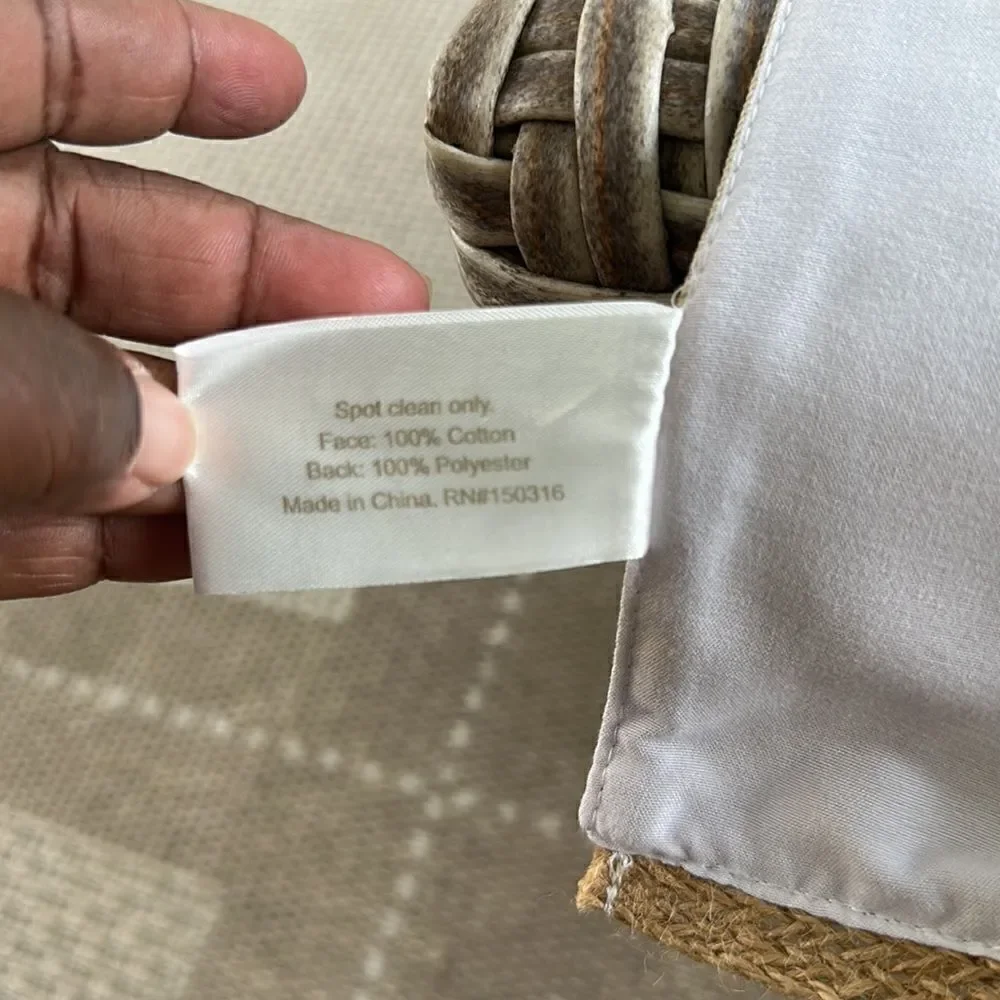 Spot clean only.
Face: 100% Cotton
Back: 100% Polyester
Made in China. RN#150316